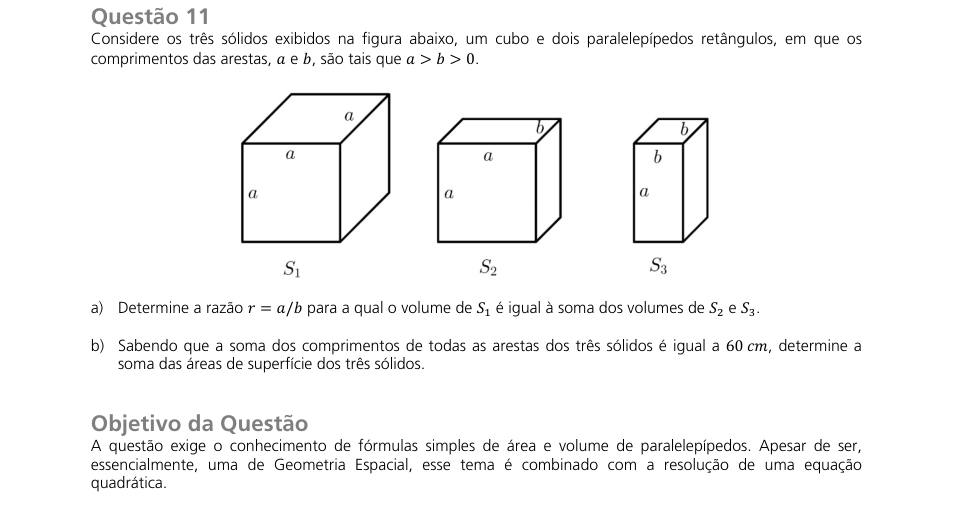 Questão 11
Considere os três sólidos exibidos na figura abaixo, um cubo e dois paralelepípedos retângulos, em que os
comprimentos das arestas, a e b, são tais que a > b > 0.
a
a
a
S₁
b
a
a
S₂
b
b
a
S₃
a) Determine a razão r = a/b para a qual o volume de S₁ é igual à soma dos volumes de S₂ e S₃.
b) Sabendo que a soma dos comprimentos de todas as arestas dos três sólidos é igual a 60 cm, determine a
soma das áreas de superfície dos três sólidos.
Objetivo da Questão
A questão exige o conhecimento de fórmulas simples de área e volume de paralelepípedos. Apesar de ser,
essencialmente, uma de Geometria Espacial, esse tema é combinado com a resolução de uma equação
quadrática.